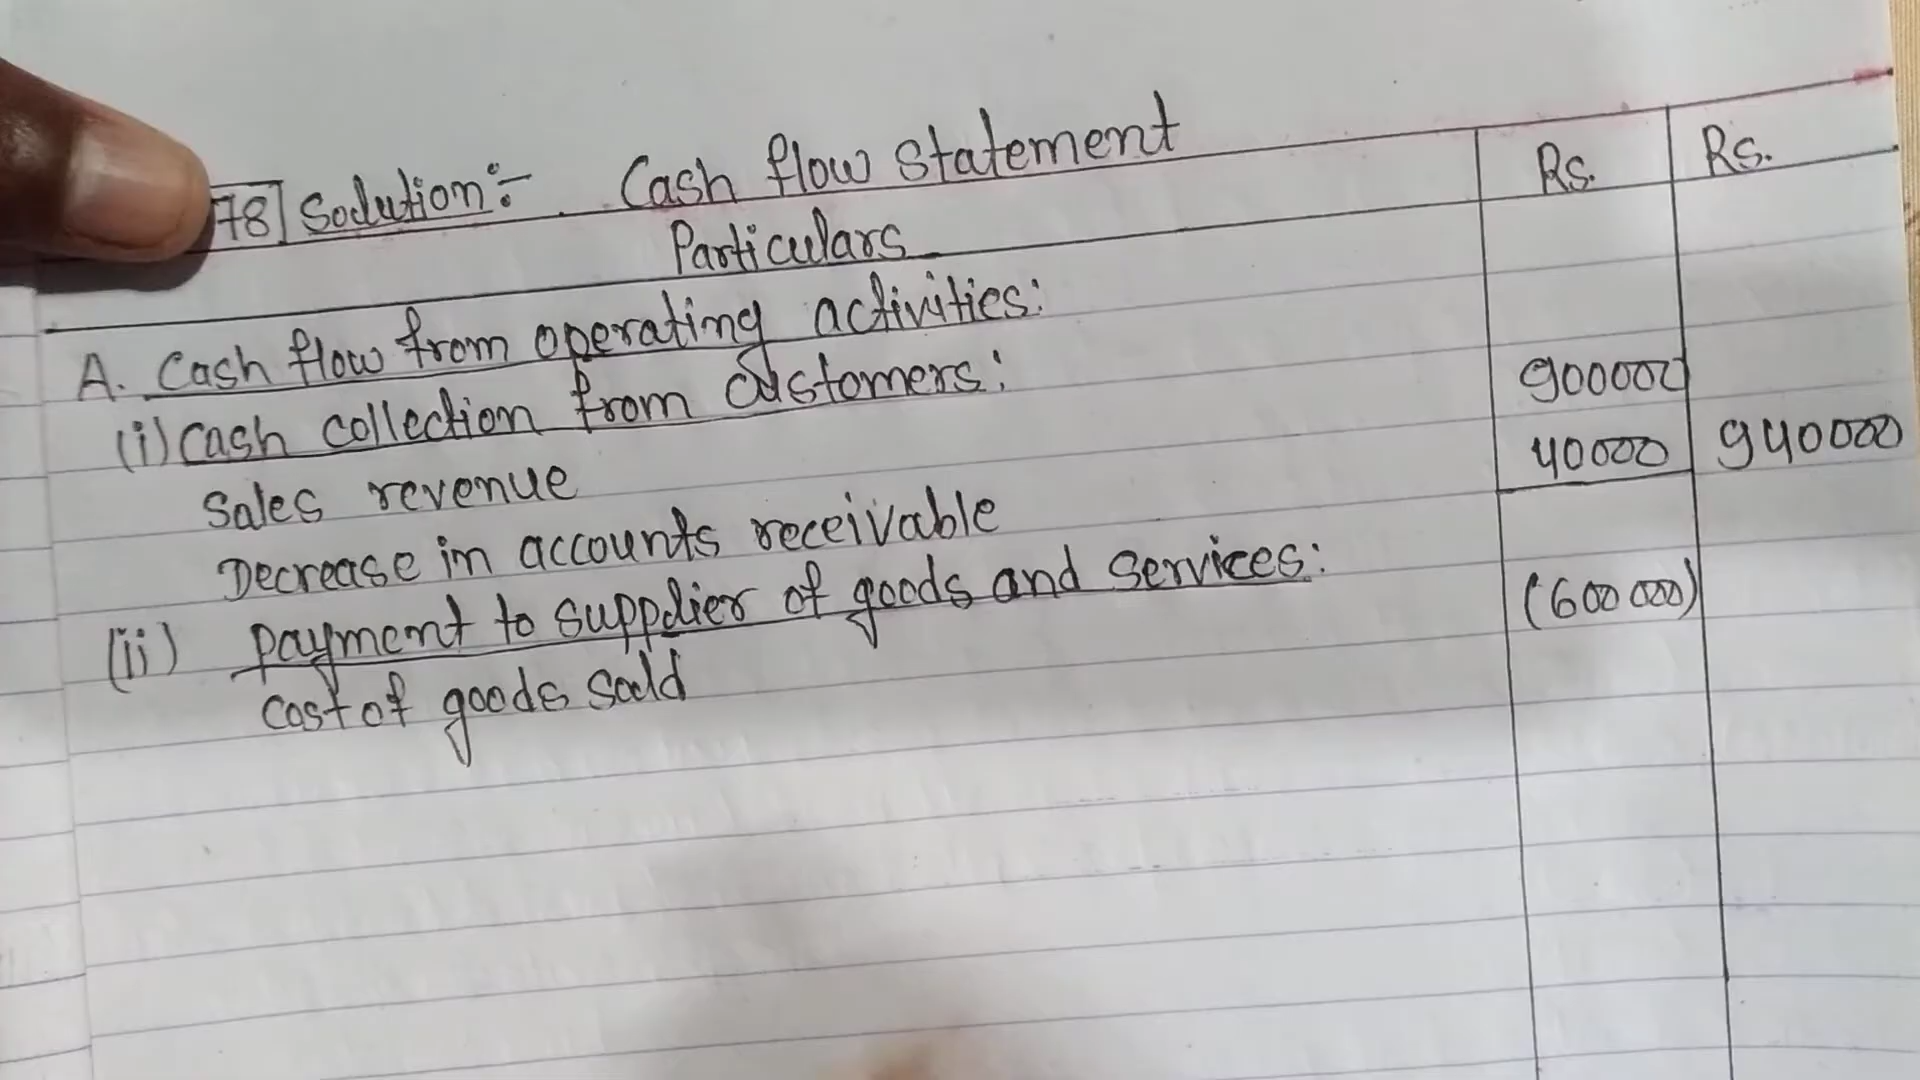 78] Solution:- Cash flow statement
Particulars Rs. Rs.
A. Cash flow from operating activities:
(i) Cash collection from customers:
Sales revenue 900000
Decrease in accounts receivable 40000 940000
(ii) Payment to supplier of goods and services:
Cost of goods sold (600000)